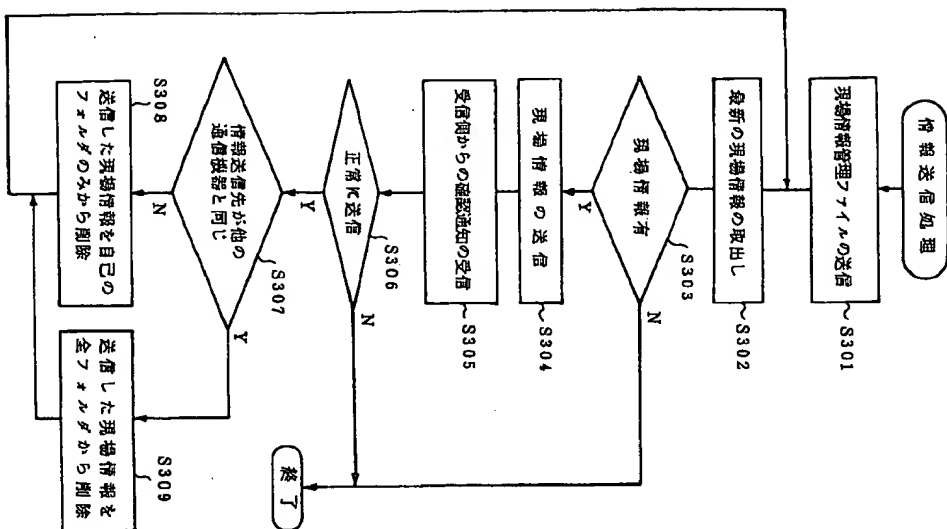 情報送信処理
現場情報管理ファイルの送信
S301
最新の現場情報の取出し
S302
現場情報有
S303
Y
N
現場情報の送信
S304
受信側からの確認通知の受信
S305
正常に送信
S306
Y
N
情報送信先が他の
通信機器と同じ
S307
N
Y
送信した現場情報を自己の
フォルダのみから削除
S308
送信した現場情報を
全フォルダから削除
S309
終了